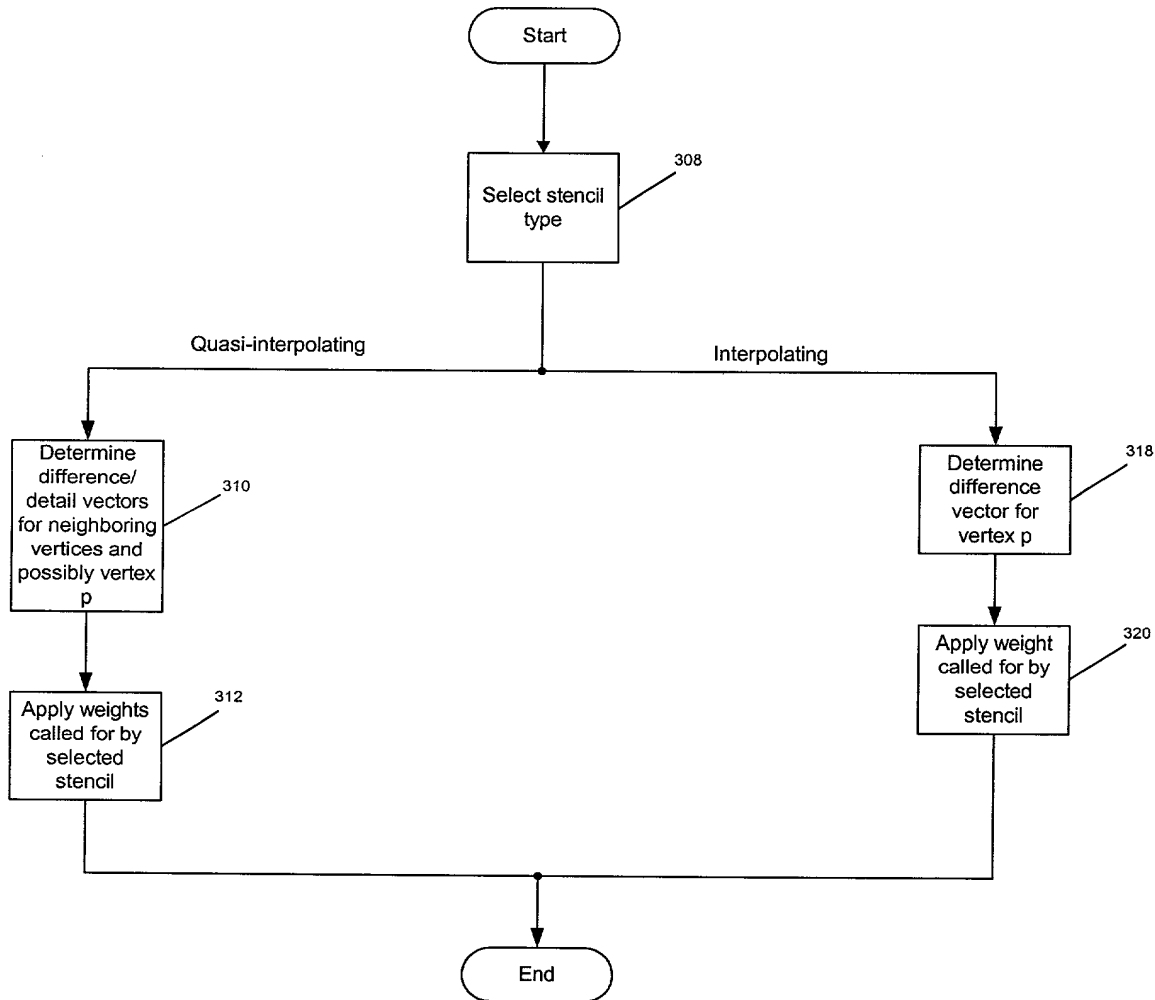 Start
Select stencil
type
308
Quasi-interpolating
Interpolating
Determine
difference/
detail vectors
for neighboring
vertices and
possibly vertex
p
310
Determine
difference
vector for
vertex p
318
Apply weights
called for by
selected
stencil
312
Apply weight
called for by
selected
stencil
320
End